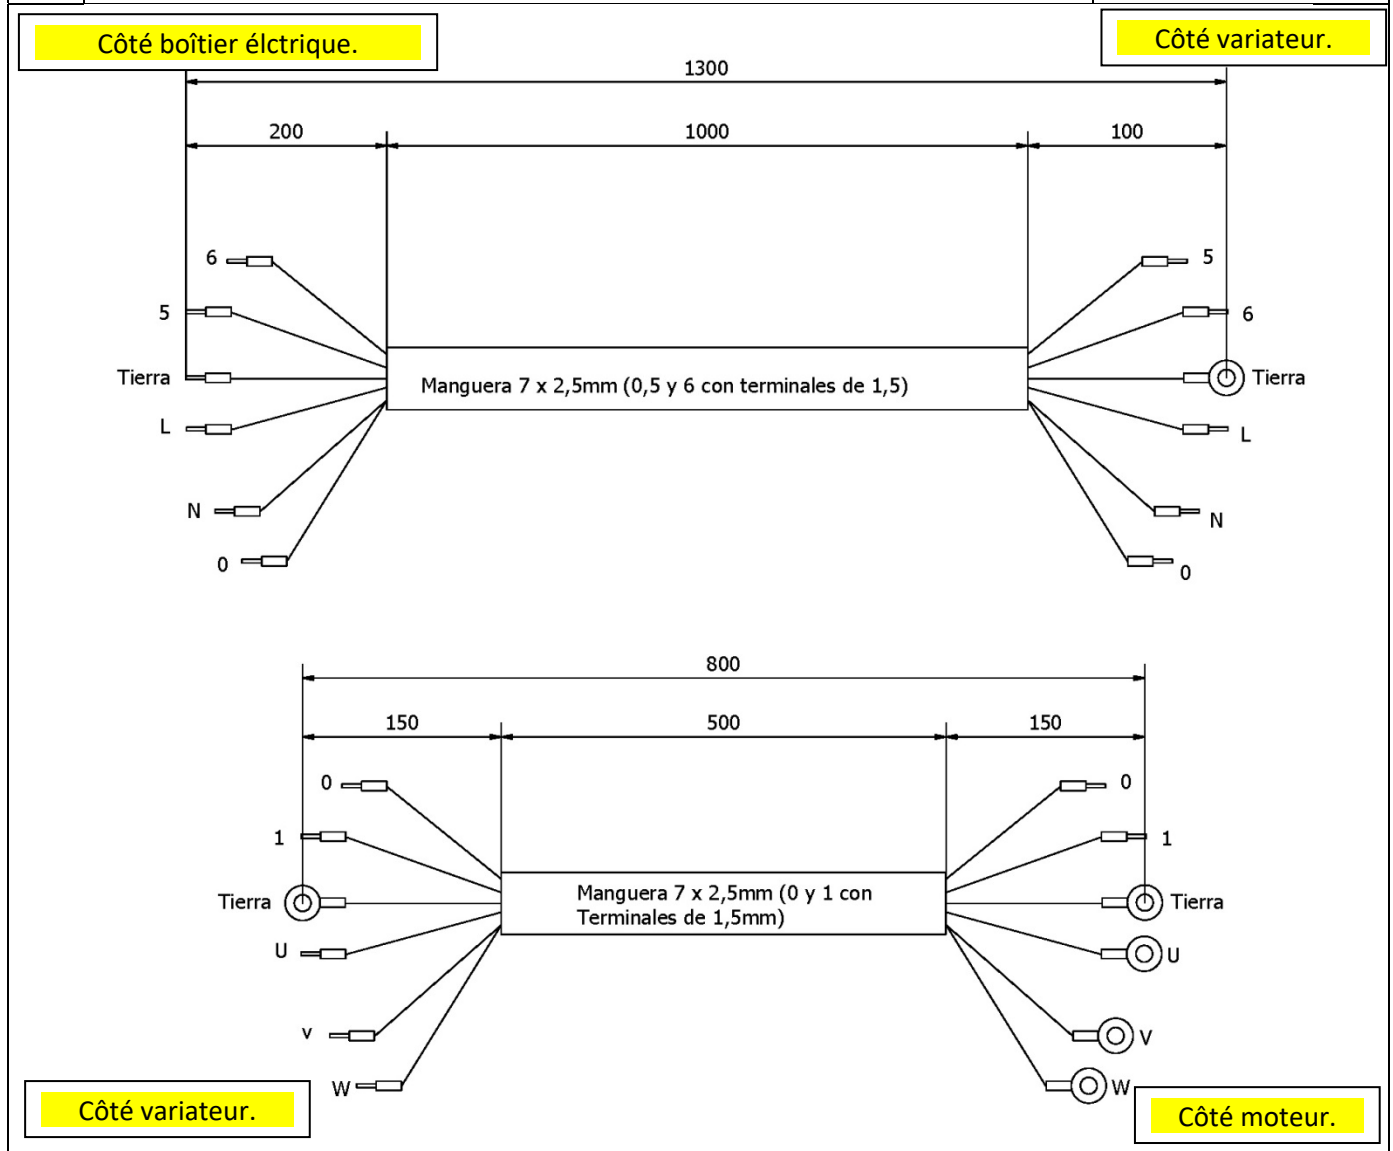 Côté boîtier élctrique.
Côté variateur.
1300
200
1000
100
6
5
5
6
Tierra
Manguera 7 x 2,5mm (0,5 y 6 con terminales de 1,5)
Tierra
L
L
N
N
0
0
800
150
500
150
0
0
1
1
Tierra
Manguera 7 x 2,5mm (0 y 1 con
Terminales de 1,5mm)
Tierra
U
U
v
V
W
W
Côté variateur.
Côté moteur.